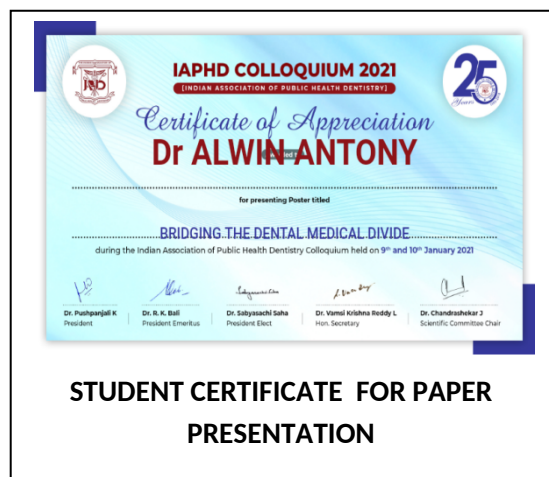 IAPHD COLLOQUIUM 2021
[INDIAN ASSOCIATION OF PUBLIC HEALTH DENTISTRY]
25
Years
Certificate of Appreciation
Dr ALWIN ANTONY
for presenting Poster titled
BRIDGING THE DENTAL MEDICAL DIVIDE
during the Indian Association of Public Health Dentistry Colloquium held on 9th and 10th January 2021
Dr. Pushpanjali K Dr. R. K. Bali Dr. Sabyasachi Saha Dr. Vamsi Krishna Reddy L Dr. Chandrashekar J
President President Emeritus President Elect Hon. Secretary Scientific Committee Chair
STUDENT CERTIFICATE FOR PAPER
PRESENTATION